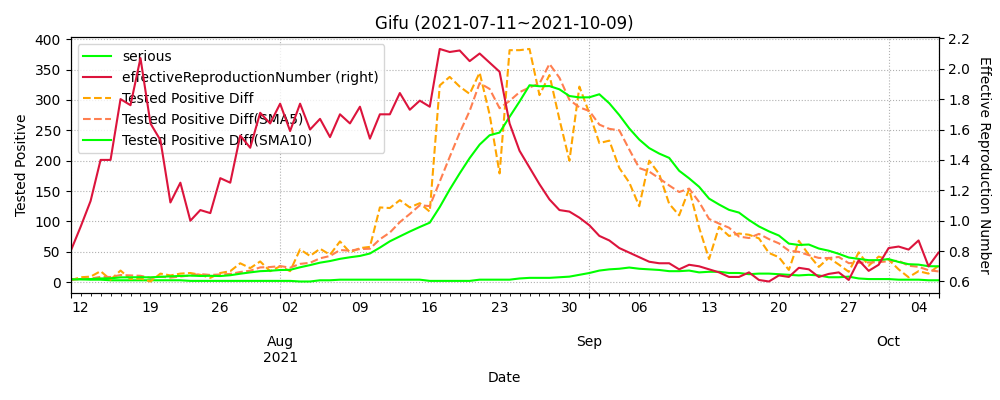 Gifu (2021-07-11~2021-10-09)
serious
effectiveReproductionNumber (right)
Tested Positive Diff
Tested Positive Diff(SMA5)
Tested Positive Diff(SMA10)
Tested Positive
400
350
300
250
200
150
100
50
0
2.2
2.0
1.8
1.6
1.4
1.2
1.0
0.8
0.6
Effective Reproduction Number
12 19 26 02 09 16 23 30 06 13 20 27 04
Aug Sep Oct
2021
Date